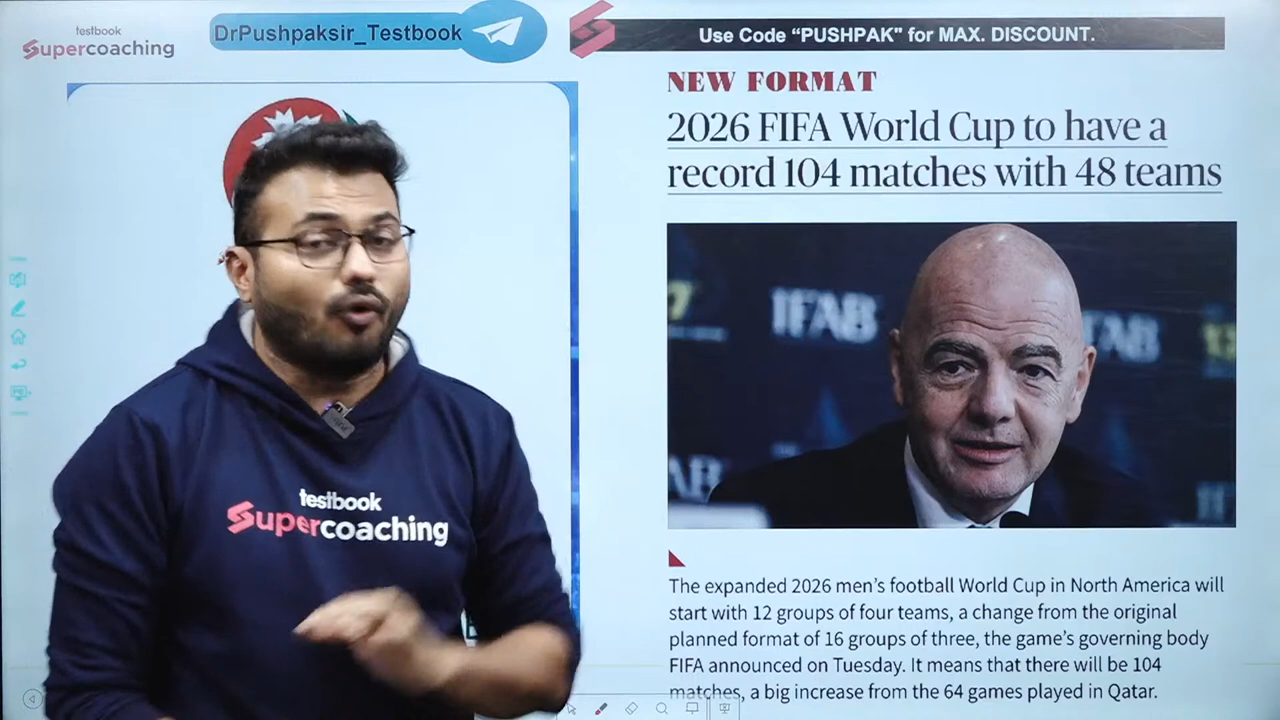 testbook
Supercoaching
DrPushpaksir_Testbook
Use Code “PUSHPAK" for MAX. DISCOUNT.
NEW FORMAT
2026 FIFA World Cup to have a
record 104 matches with 48 teams
IFAB
FAB
The expanded 2026 men’s football World Cup in North America will
start with 12 groups of four teams, a change from the original
planned format of 16 groups of three, the game’s governing body
FIFA announced on Tuesday. It means that there will be 104
matches, a big increase from the 64 games played in Qatar.
testbook
Supercoaching